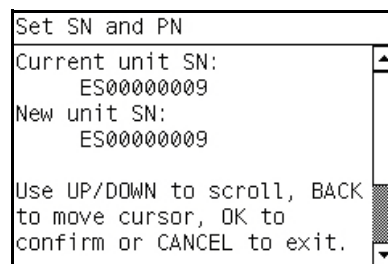 Set SN and PN
Current unit SN:
ES00000009
New unit SN:
ES00000009
Use UP/DOWN to scroll, BACK
to move cursor, OK to
confirm or CANCEL to exit.